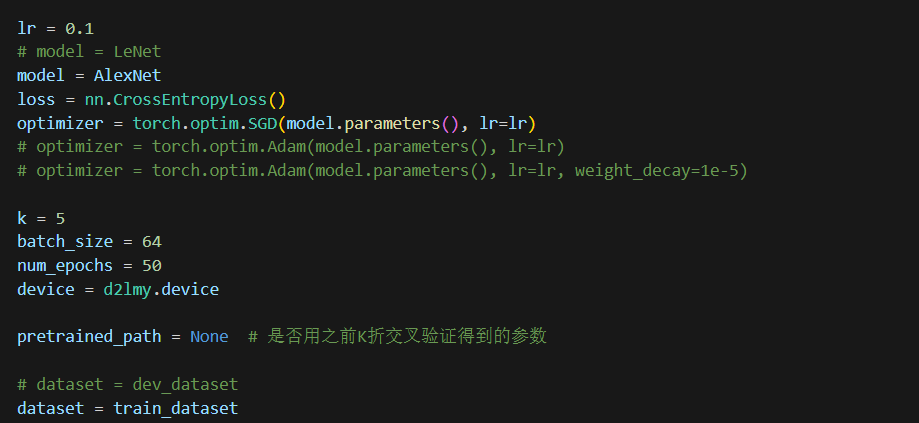 lr = 0.1
# model = LeNet
model = AlexNet
loss = nn.CrossEntropyLoss()
optimizer = torch.optim.SGD(model.parameters(), lr=lr)
# optimizer = torch.optim.Adam(model.parameters(), lr=lr)
# optimizer = torch.optim.Adam(model.parameters(), lr=lr, weight_decay=1e-5)
k = 5
batch_size = 64
num_epochs = 50
device = d2lmy.device
pretrained_path = None  # 是否用之前K折交叉验证得到的参数
# dataset = dev_dataset
dataset = train_dataset